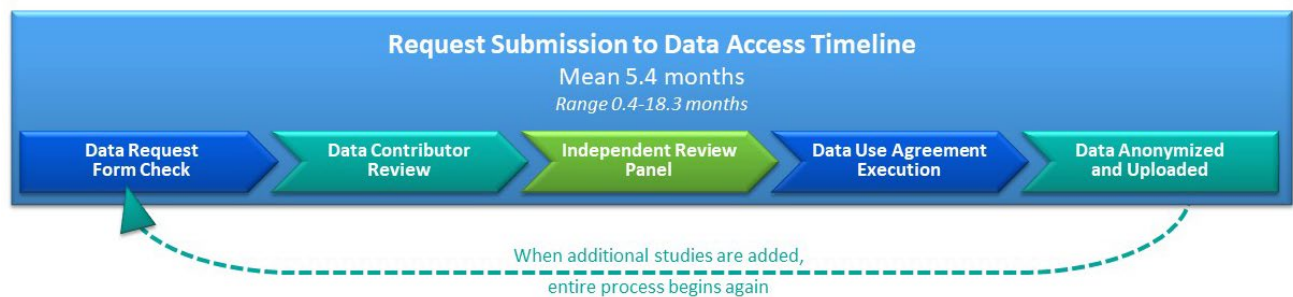 Request Submission to Data Access Timeline
Mean 5.4 months
Range 0.4-18.3 months
Data Request
Form Check
Data Contributor
Review
Independent Review
Panel
Data Use Agreement
Execution
Data Anonymized
and Uploaded
When additional studies are added,
entire process begins again